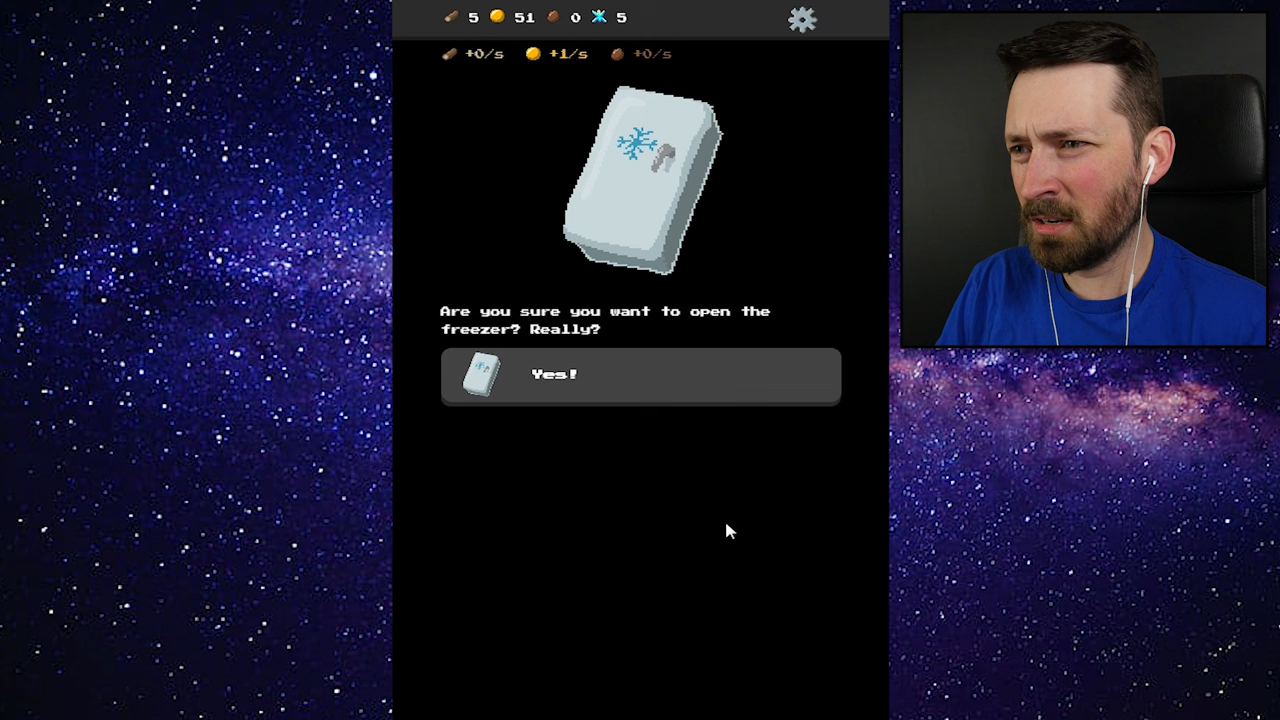 5 51 0 5
+0/s +1/s +0/s
Are you sure you want to open the
freezer? Really?
Yes!